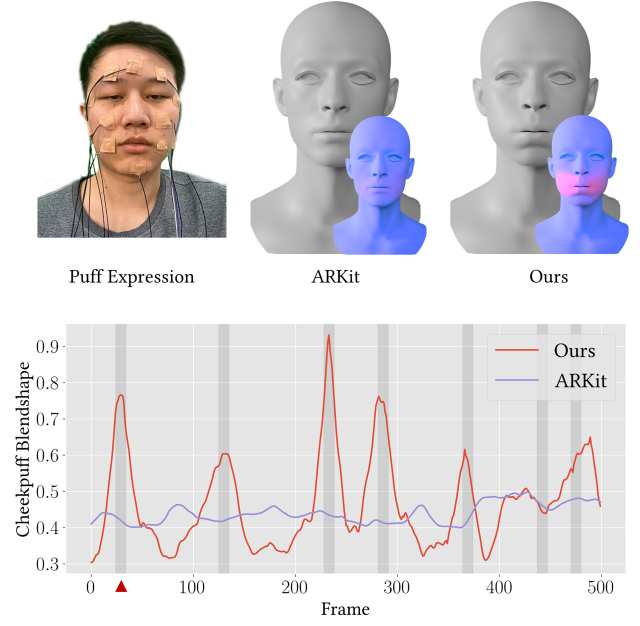 Puff Expression
ARKit
Ours
Cheekpuff Blendshape
0.9
0.8
0.7
0.6
0.5
0.4
0.3
Ours
ARKit
0
100
200
300
400
500
Frame